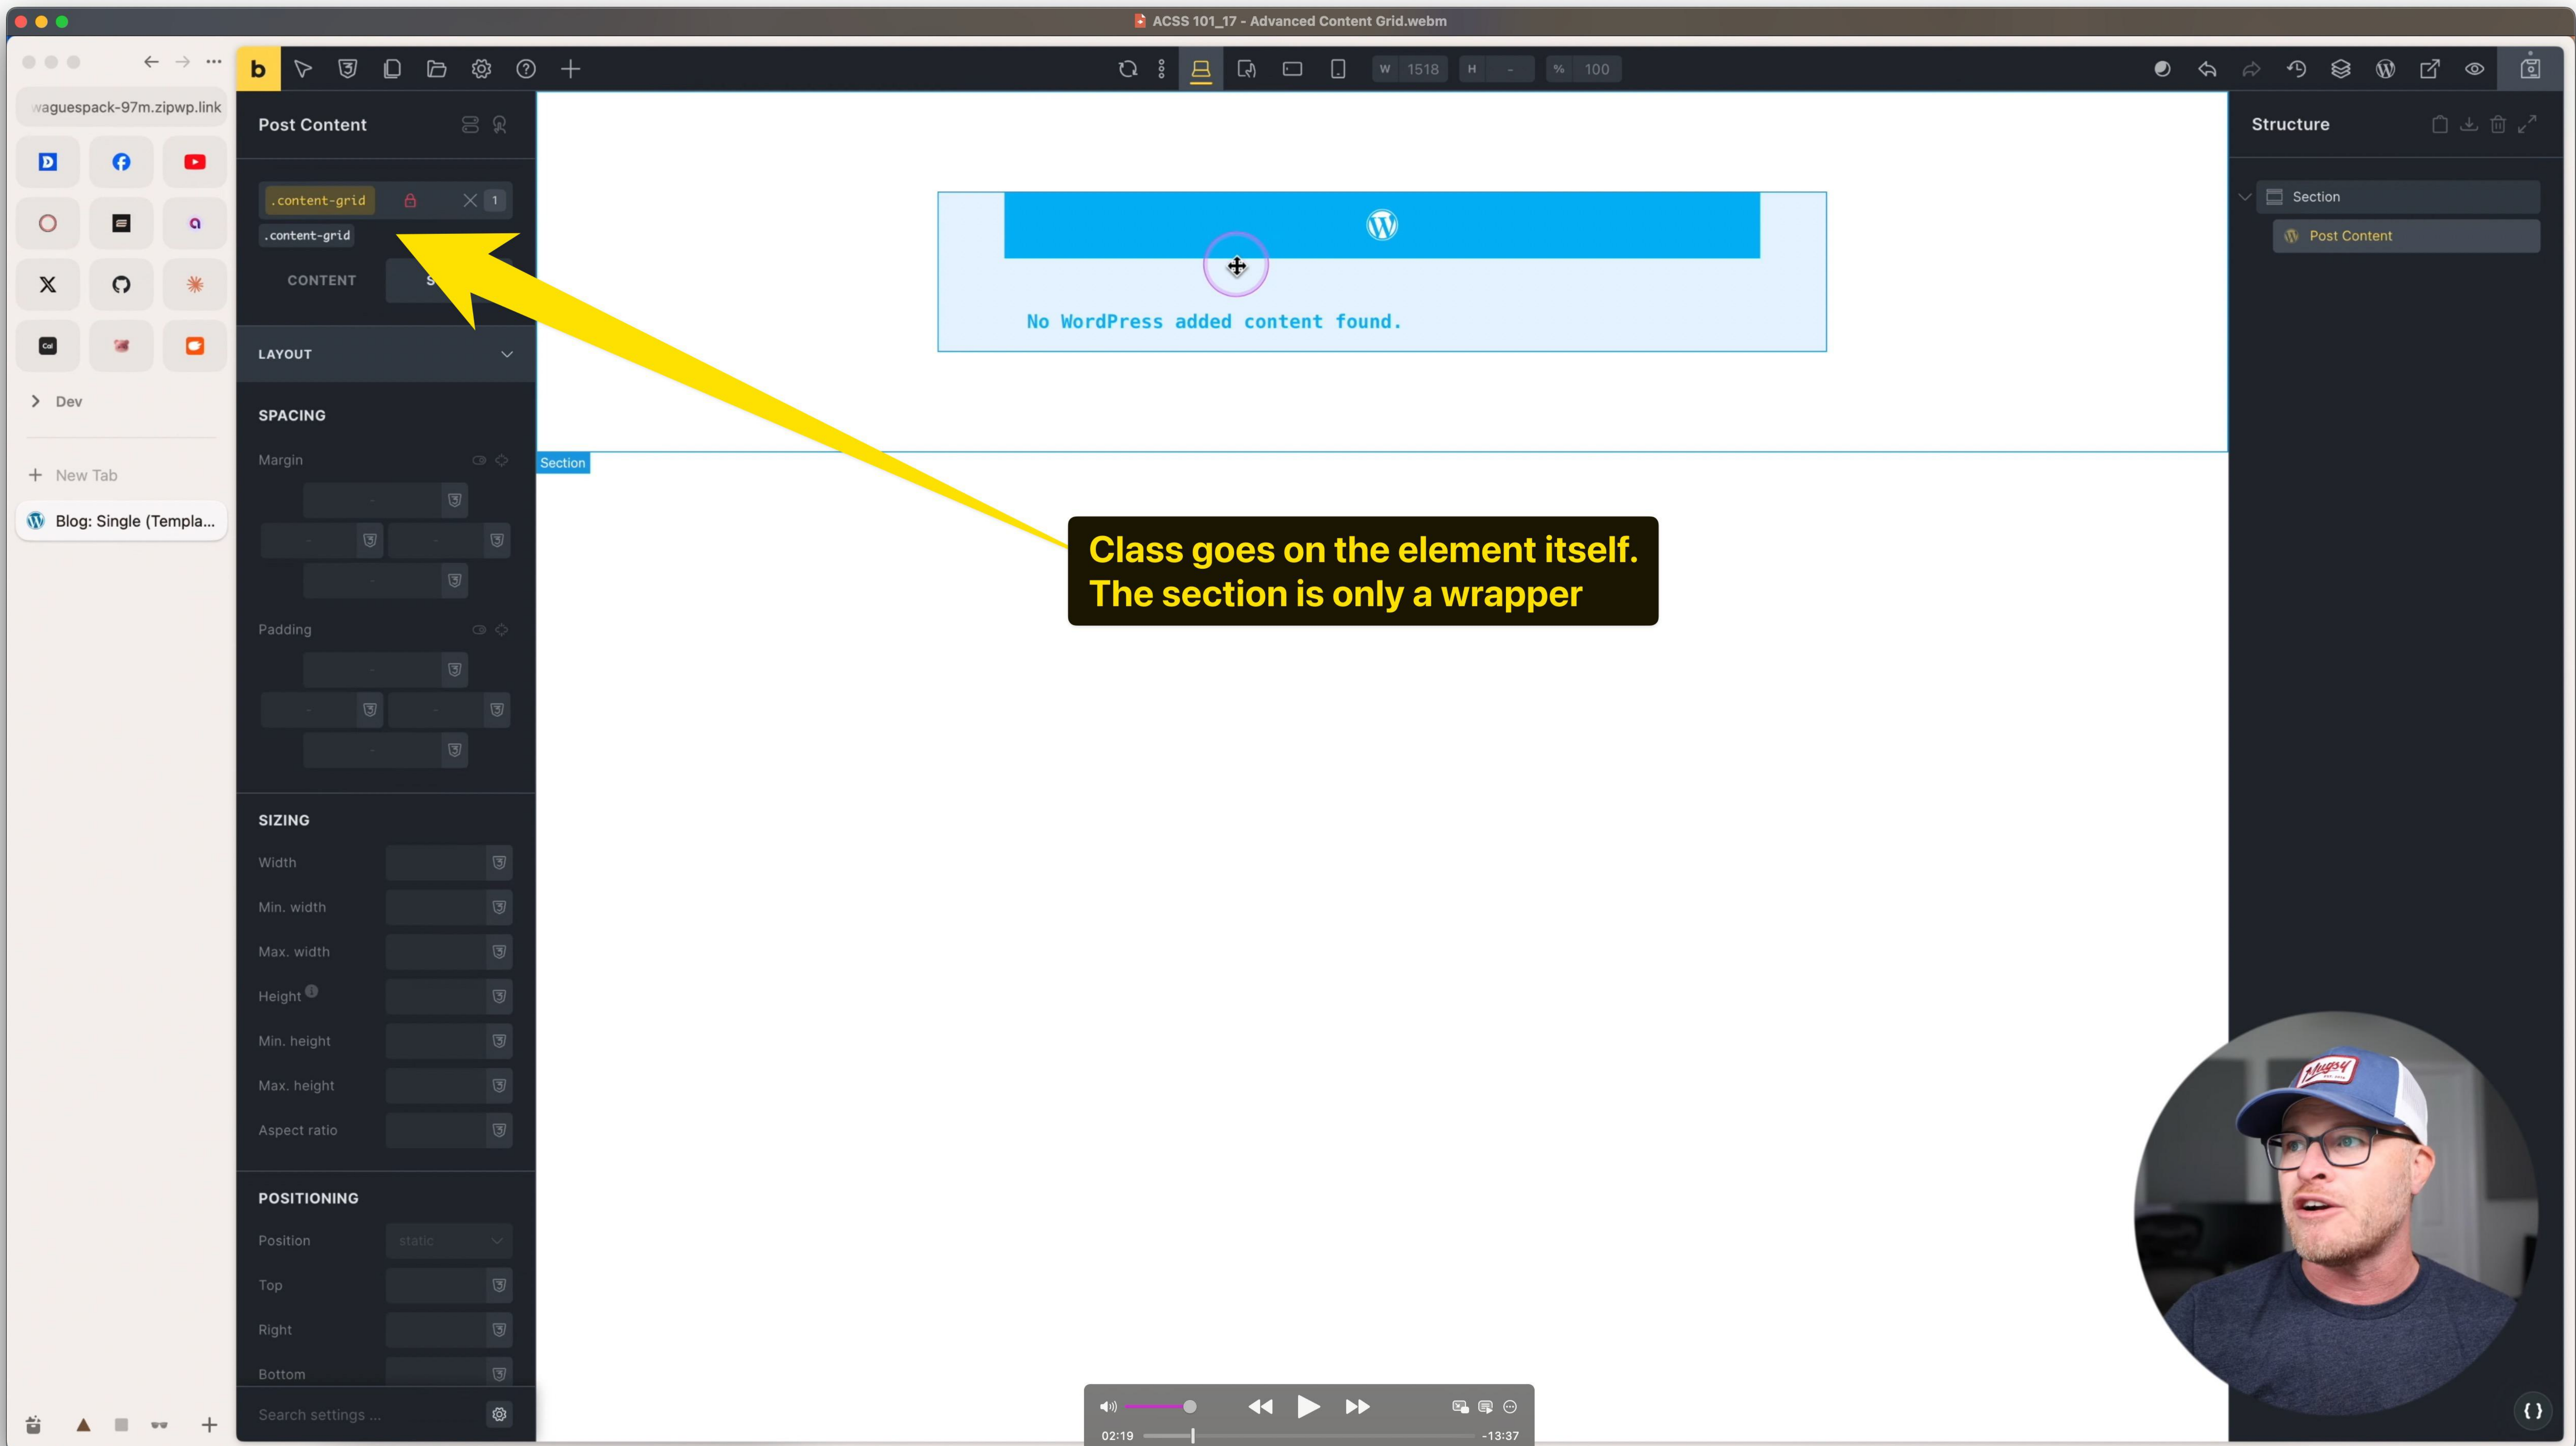 ACSS 101_17 - Advanced Content Grid.webm
waguespack-97m.zipwp.link
Dev
New Tab
Blog: Single (Templa...
b
W 1518 H - % 100
Post Content
.content-grid
1
.content-grid
CONTENT
S
LAYOUT
SPACING
Margin
Padding
SIZING
Width
Min. width
Max. width
Height
Min. height
Max. height
Aspect ratio
POSITIONING
Position static
Top
Right
Bottom
Search settings ...
No WordPress added content found.
Section
Class goes on the element itself.
The section is only a wrapper
Structure
Section
Post Content
Cal
Mugsy
02:19
-13:37